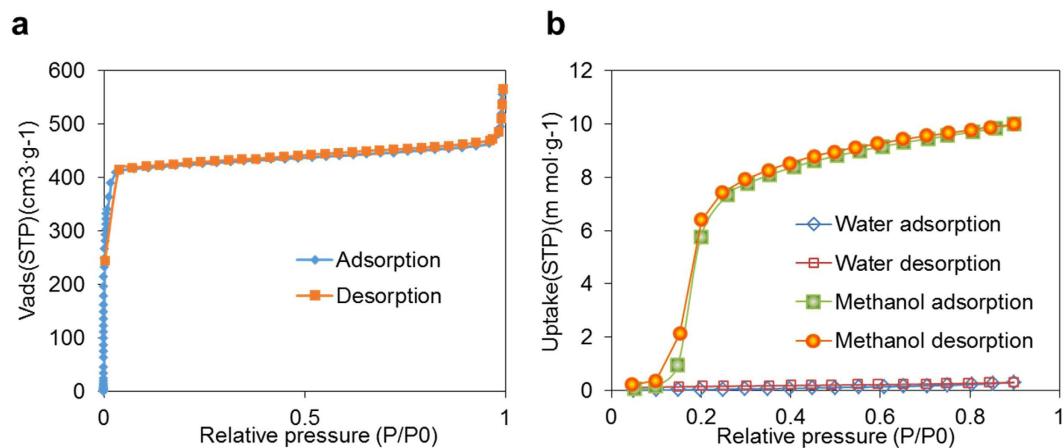 a
600
500
400
300
200
100
0
Vads(STP)(cm3·g-1)
Adsorption
Desorption
0
0.5
1
Relative pressure (P/P0)
b
12
10
8
6
4
2
0
Uptake(STP)(m mol·g-1)
Water adsorption
Water desorption
Methanol adsorption
Methanol desorption
0
0.2
0.4
0.6
0.8
1
Relative pressure (P/P0)